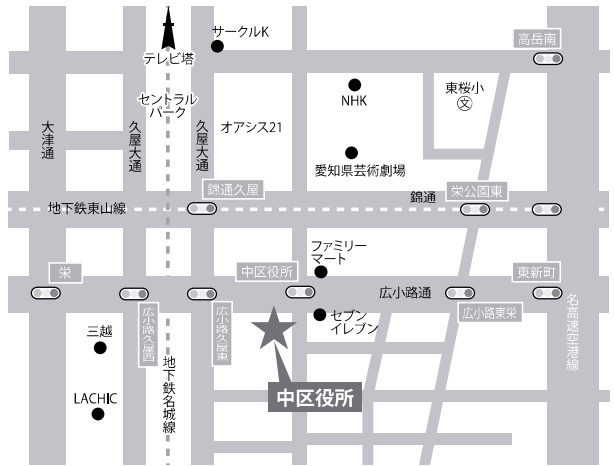 サークルK
高岳南
テレビ塔
東桜小
文
セントラル
パーク
NHK
オアシス21
大津通
久屋大通
久屋大通
愛知県芸術劇場
錦通久屋
栄公園東
錦通
地下鉄東山線
ファミリー
マート
栄
中区役所
東新町
広小路通
広小路久屋西
広小路久屋東
セブン
イレブン
広小路東栄
名高速空港線
三越
地下鉄名城線
LACHIC
中区役所